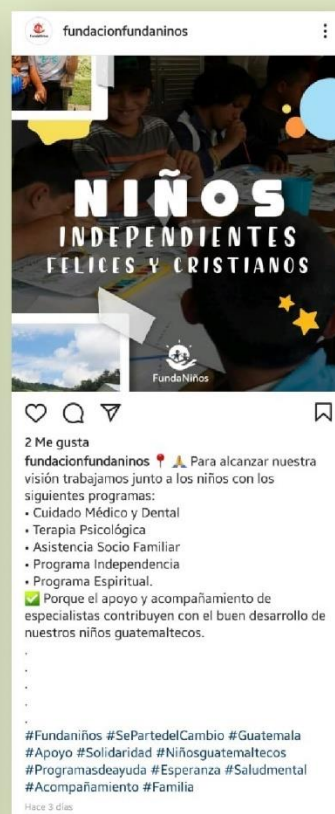 fundacionfundaninos
NIÑOS
INDEPENDIENTES
FELICES Y CRISTIANOS
FundaNiños
2 Me gusta
fundacionfundaninos 📍 🙏 Para alcanzar nuestra
visión trabajamos junto a los niños con los
siguientes programas:
• Cuidado Médico y Dental
• Terapia Psicológica
• Asistencia Socio Familiar
• Programa Independencia
• Programa Espiritual.
✅ Porque el apoyo y acompañamiento de
especialistas contribuyen con el buen desarrollo de
nuestros niños guatemaltecos.
.
.
.
.
.
#Fundaniños #SePartedelCambio #Guatemala
#Apoyo #Solidaridad #Niñosguatemaltecos
#Programasdeayuda #Esperanza #Saludmental
#Acompañamiento #Familia
Hace 3 días